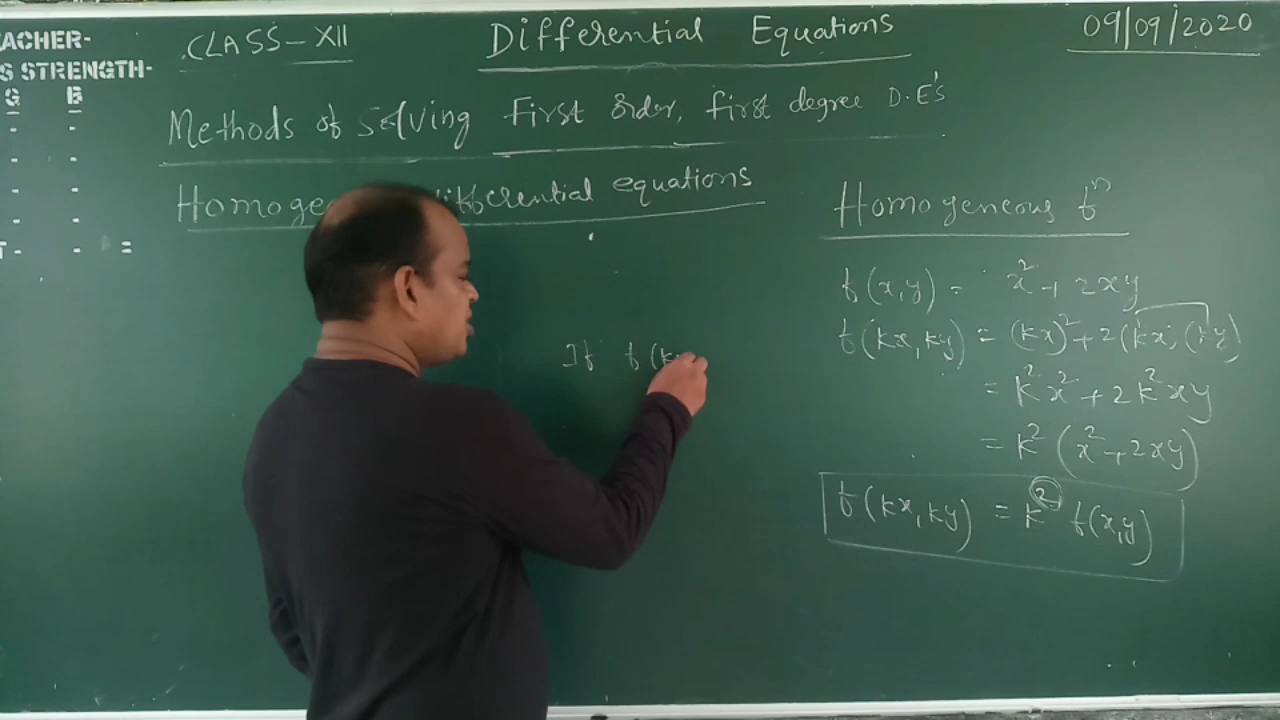 ACHER-
S STRENGTH-
G B
- -
- -
- -
- -
T- - =
CLASS-XII
Differential Equations
09/09/2020
Methods of Solving First order, first degree D.E's
Homoge differential equations
If f(kx
Homogeneous fⁿ
f(x,y) = x² + 2xy
f(kx, ky) = (kx)² + 2(kx)(ky)
= k²x² + 2k²xy
= k² (x² + 2xy)
f(kx, ky) = k² f(x,y)